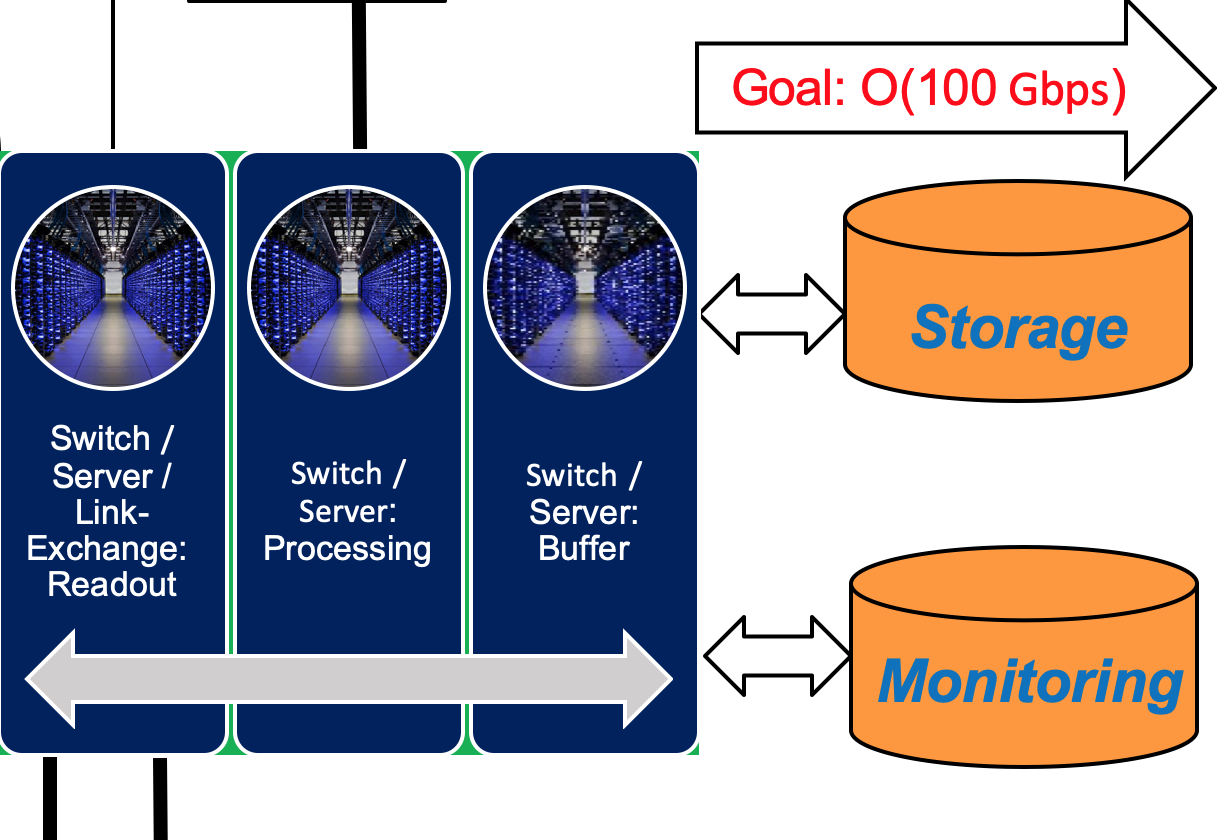 Goal: O(100 Gbps)
Storage
Switch /
Server /
Link-
Exchange:
Readout
Switch /
Server:
Processing
Switch /
Server:
Buffer
Monitoring